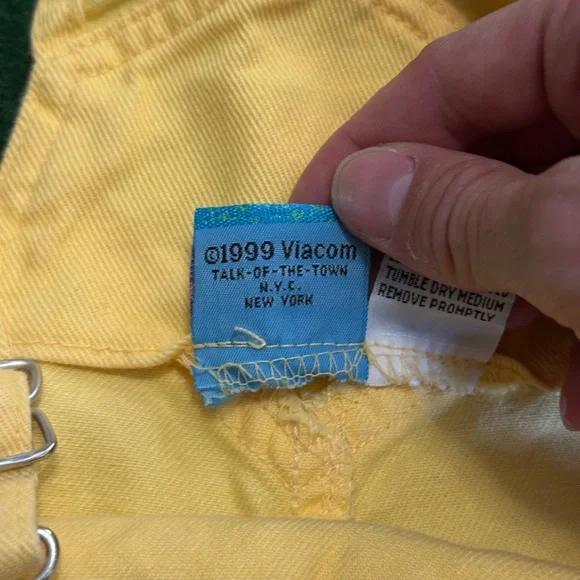 ©1999 Viacom
TALK-OF-THE-TOWN
N.Y.C.
NEW YORK
TUMBLE DRY MEDIUM
REMOVE PROMPTLY